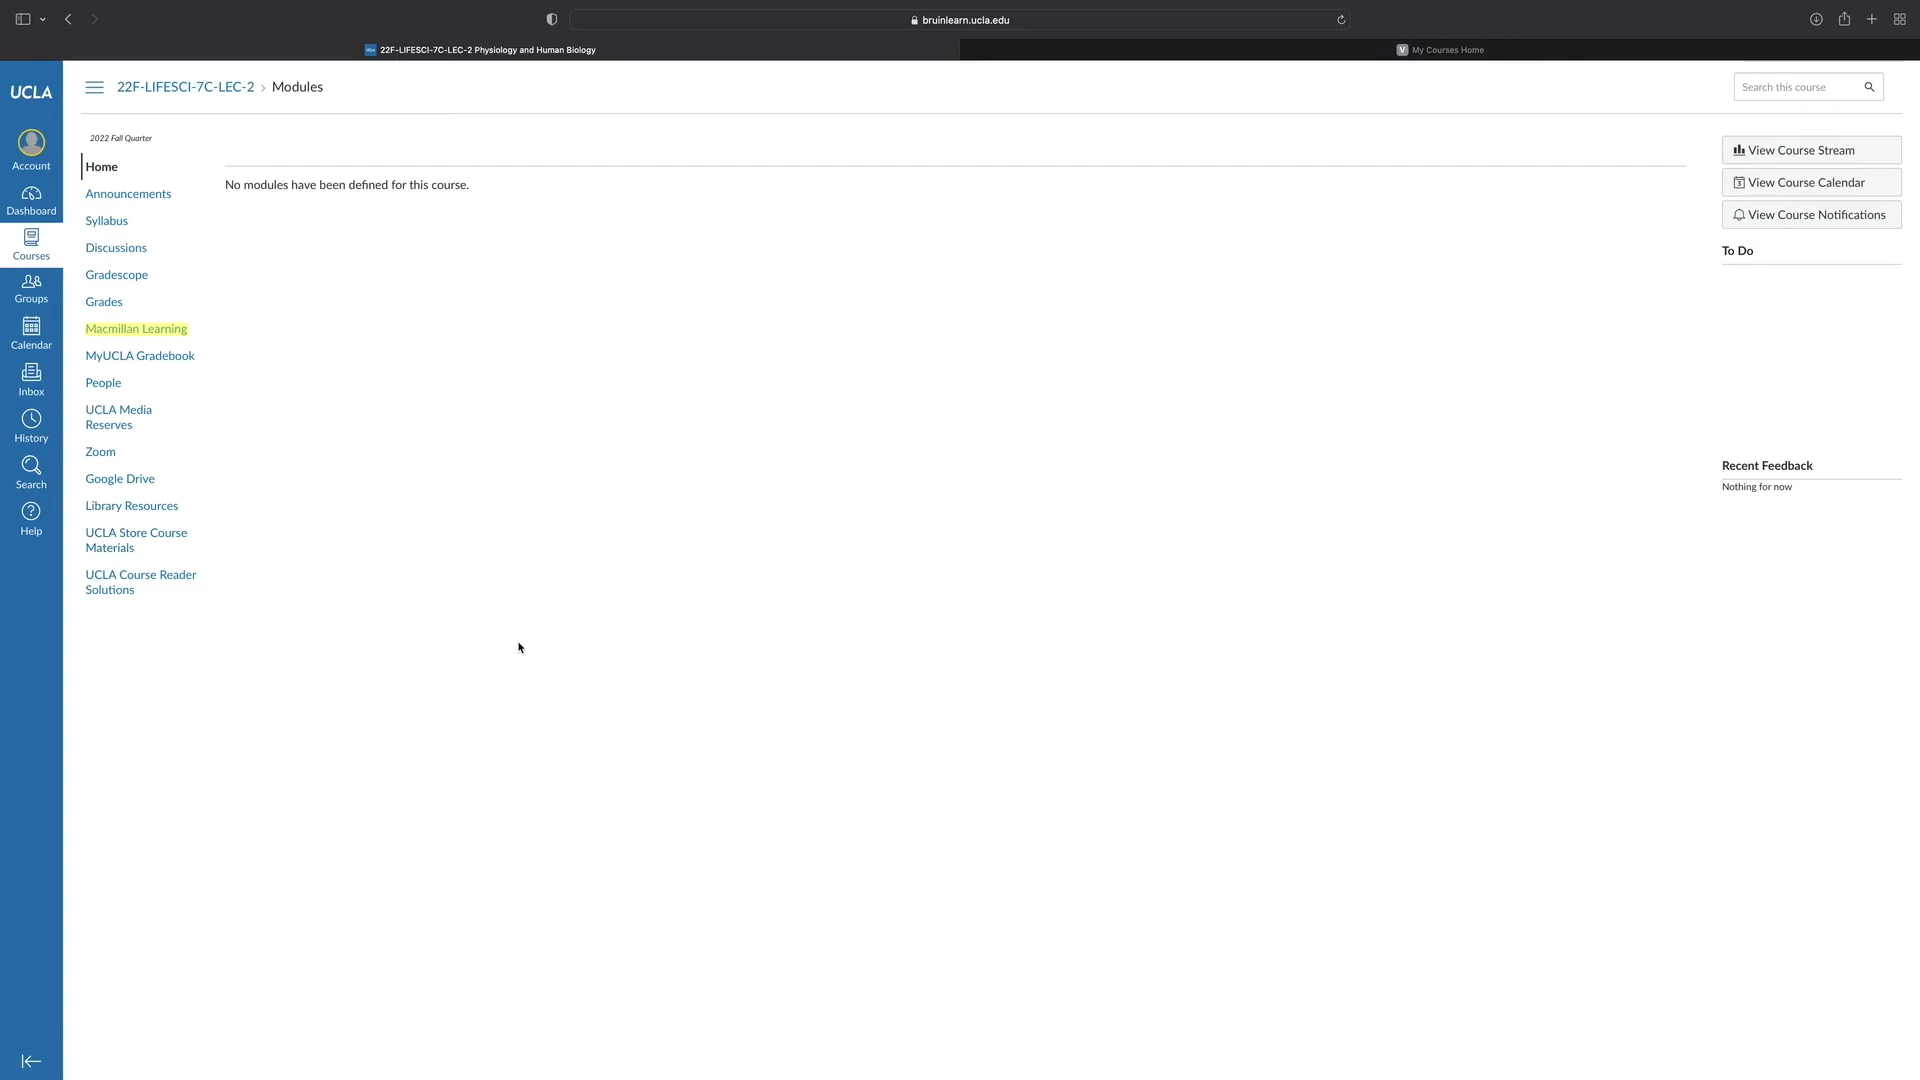 bruinlearn.ucla.edu
UCLA 22F-LIFESCI-7C-LEC-2 Physiology and Human Biology
V My Courses Home
UCLA
22F-LIFESCI-7C-LEC-2 › Modules
Search this course
Account
Dashboard
Courses
Groups
Calendar
Inbox
History
Search
Help
2022 Fall Quarter
Home
Announcements
Syllabus
Discussions
Gradescope
Grades
Macmillan Learning
MyUCLA Gradebook
People
UCLA Media
Reserves
Zoom
Google Drive
Library Resources
UCLA Store Course
Materials
UCLA Course Reader
Solutions
No modules have been defined for this course.
View Course Stream
View Course Calendar
View Course Notifications
To Do
Recent Feedback
Nothing for now